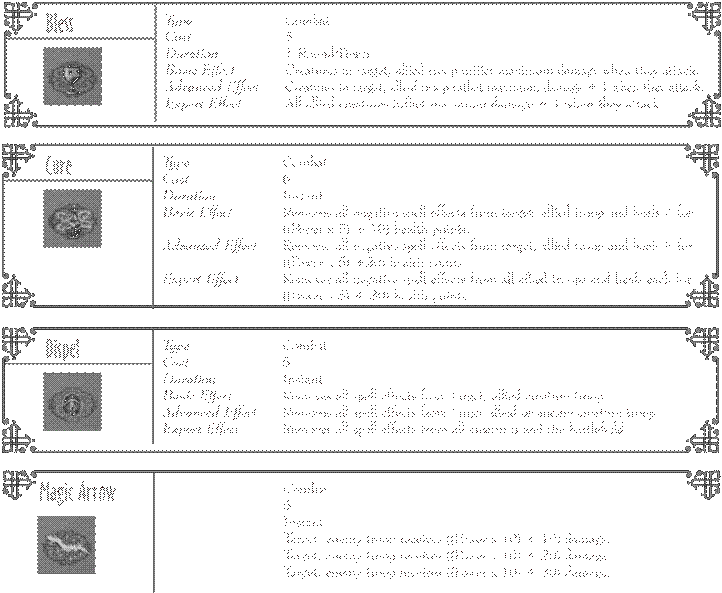 Bless
Type Combat
Cost 5
Duration 1 Round/Power
Basic Effect Creatures in target, allied troop inflict maximum damage when they attack.
Advanced Effect Creatures in target, allied troop inflict maximum damage + 1 when they attack.
Expert Effect All allied creatures inflict maximum damage + 1 when they attack.
Cure
Type Combat
Cost 6
Duration Instant
Basic Effect Removes all negative spell effects from target, allied troop and heals it for
((Power x 5) + 10) health points.
Advanced Effect Removes all negative spell effects from target, allied troop and heals it for
((Power x 5) + 20) health points.
Expert Effect Removes all negative spell effects from all allied troops and heals each for
((Power x 5) + 30) health points.
Dispel
Type Combat
Cost 5
Duration Instant
Basic Effect Removes all spell effects from target, allied creature troop.
Advanced Effect Removes all spell effects from target, allied or enemy creature troop.
Expert Effect Removes all spell effects from all creatures and the battlefield.
Magic Arrow
Combat
5
Instant
Target, enemy troop receives ((Power x 10) + 10) damage.
Target, enemy troop receives ((Power x 10) + 20) damage.
Target, enemy troop receives ((Power x 10) + 30) damage.